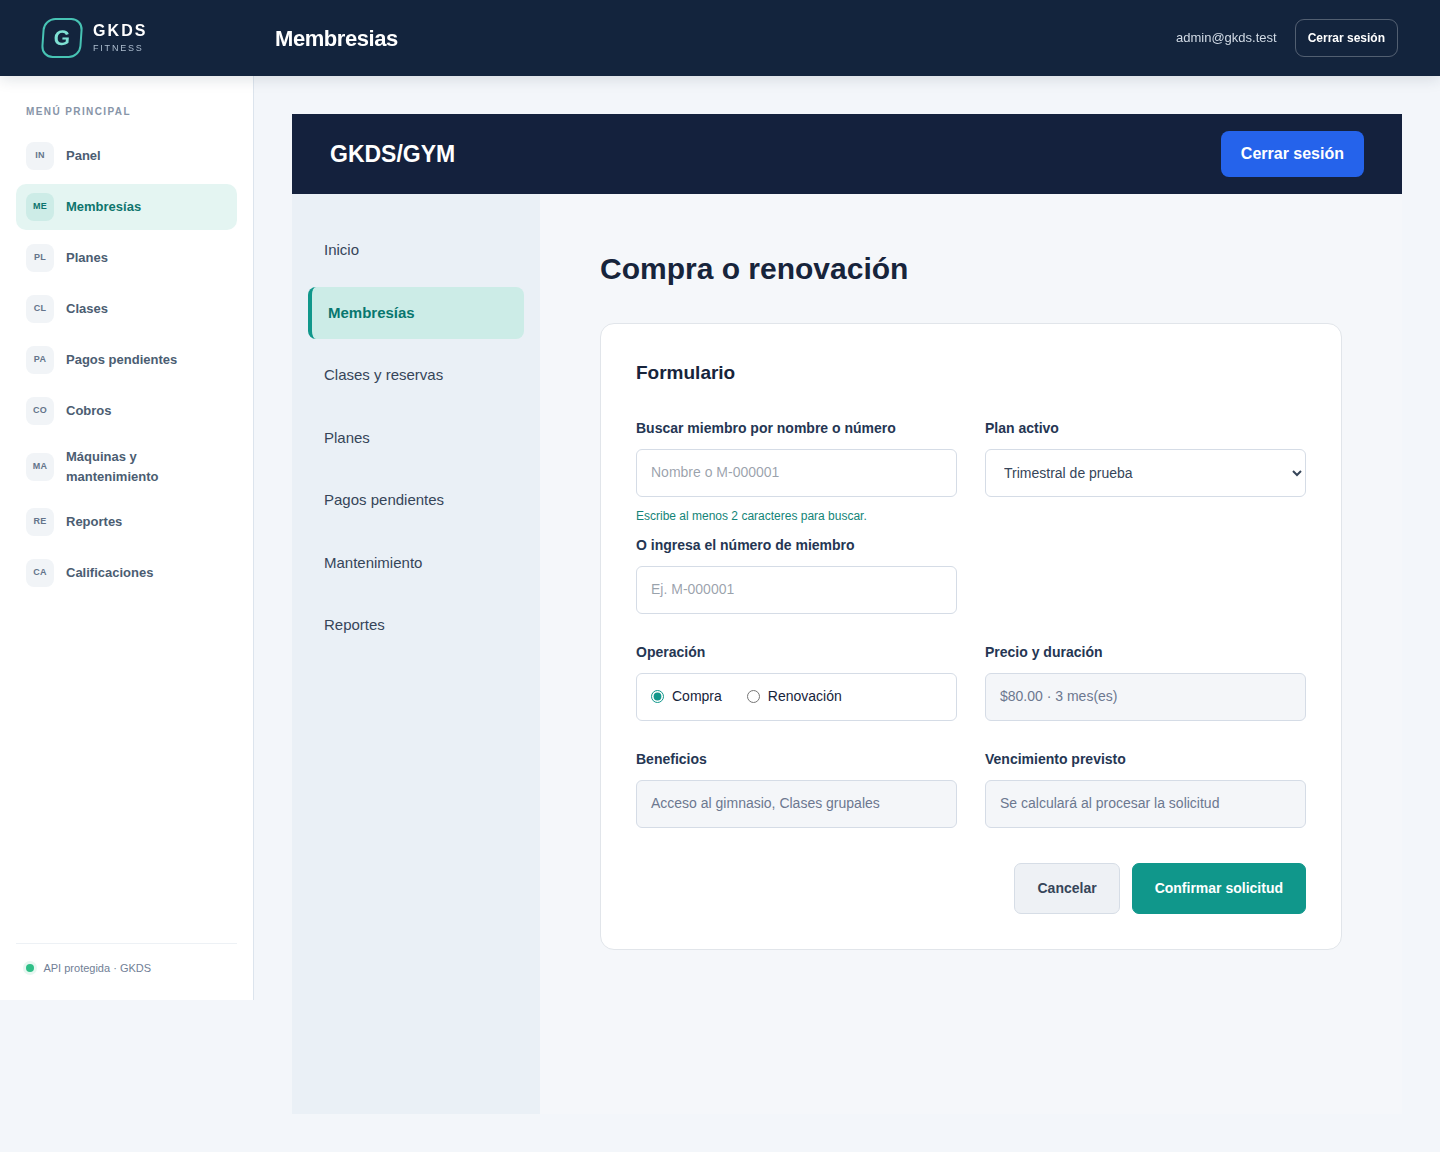 G
GKDS
FITNESS
Membresias
admin@gkds.test
Cerrar sesión
MENÚ PRINCIPAL
IN Panel
ME Membresías
PL Planes
CL Clases
PA Pagos pendientes
CO Cobros
MA Máquinas y
mantenimiento
RE Reportes
CA Calificaciones
API protegida · GKDS
GKDS/GYM
Cerrar sesión
Inicio
Membresías
Clases y reservas
Planes
Pagos pendientes
Mantenimiento
Reportes
Compra o renovación
Formulario
Buscar miembro por nombre o número
Nombre o M-000001
Escribe al menos 2 caracteres para buscar.
Plan activo
Trimestral de prueba
O ingresa el número de miembro
Ej. M-000001
Operación
Compra
Renovación
Precio y duración
$80.00 · 3 mes(es)
Beneficios
Acceso al gimnasio, Clases grupales
Vencimiento previsto
Se calculará al procesar la solicitud
Cancelar
Confirmar solicitud